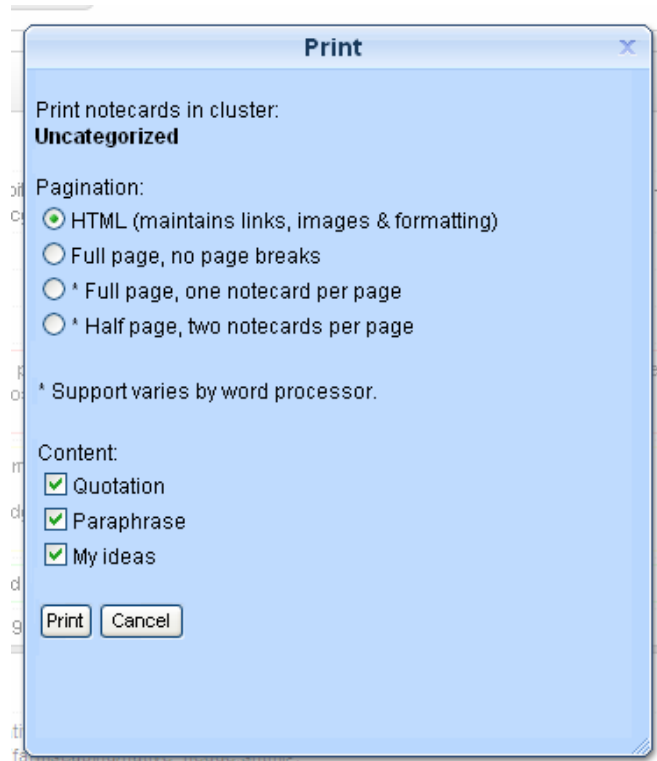 Print
X
Print notecards in cluster:
Uncategorized
Pagination:
HTML (maintains links, images & formatting)
Full page, no page breaks
* Full page, one notecard per page
* Half page, two notecards per page
* Support varies by word processor.
Content:
Quotation
Paraphrase
My ideas
Print Cancel